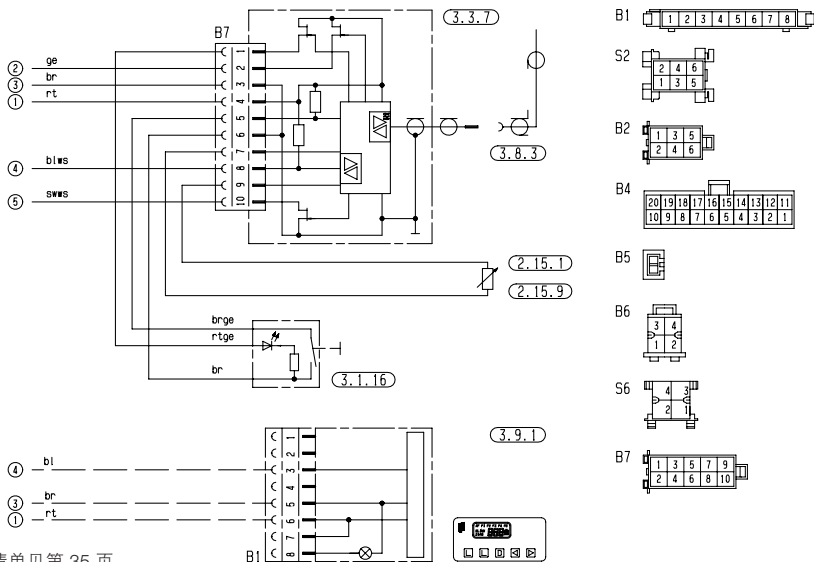 B7
3.3.7
② ge
③ br
① rt
④ blws
⑤ swws
1
2
3
4
5
6
7
8
9
10
3.8.3
2.15.1
2.15.9
brge
rtge
br
3.1.16
3.9.1
④ bl
③ br
① rt
1
2
3
4
5
6
7
8
B1
L L D
B1
1 2 3 4 5 6 7 8
S2
2 4 6
1 3 5
B2
1 3 5
2 4 6
B4
20 19 18 17 16 15 14 13 12 11
10 9 8 7 6 5 4 3 2 1
B5
B6
3 4
1 2
S6
4 3
2 1
B7
1 3 5 7 9
2 4 6 8 10
清单见第 35 页